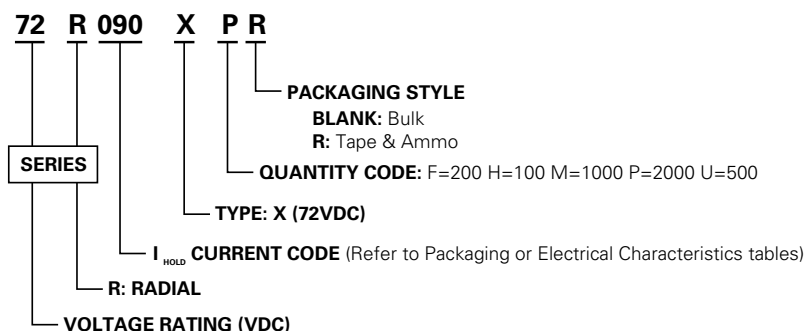 72 R 090 X P R
PACKAGING STYLE
BLANK: Bulk
R: Tape & Ammo
SERIES
QUANTITY CODE: F=200 H=100 M=1000 P=2000 U=500
TYPE: X (72VDC)
I HOLD CURRENT CODE (Refer to Packaging or Electrical Characteristics tables)
R: RADIAL
VOLTAGE RATING (VDC)